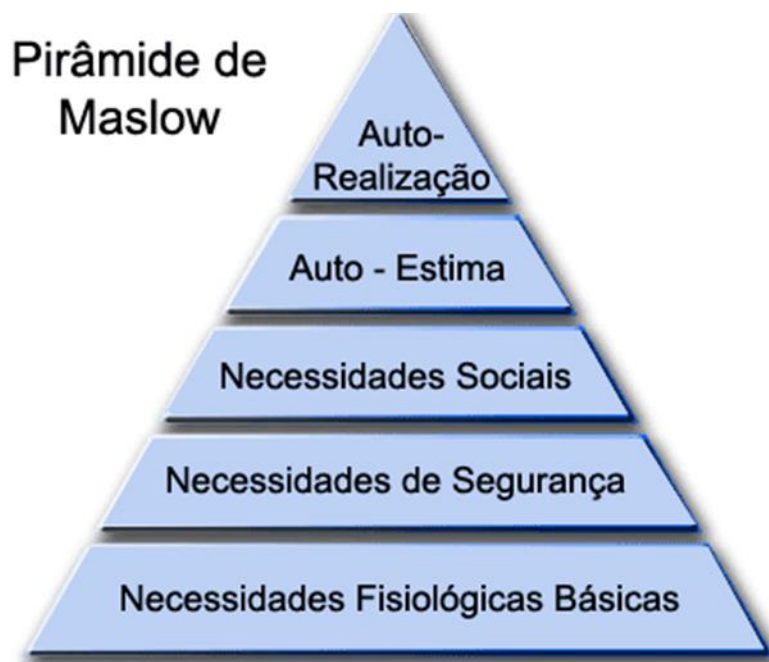 Pirâmide de
Maslow
Auto-
Realização
Auto - Estima
Necessidades Sociais
Necessidades de Segurança
Necessidades Fisiológicas Básicas